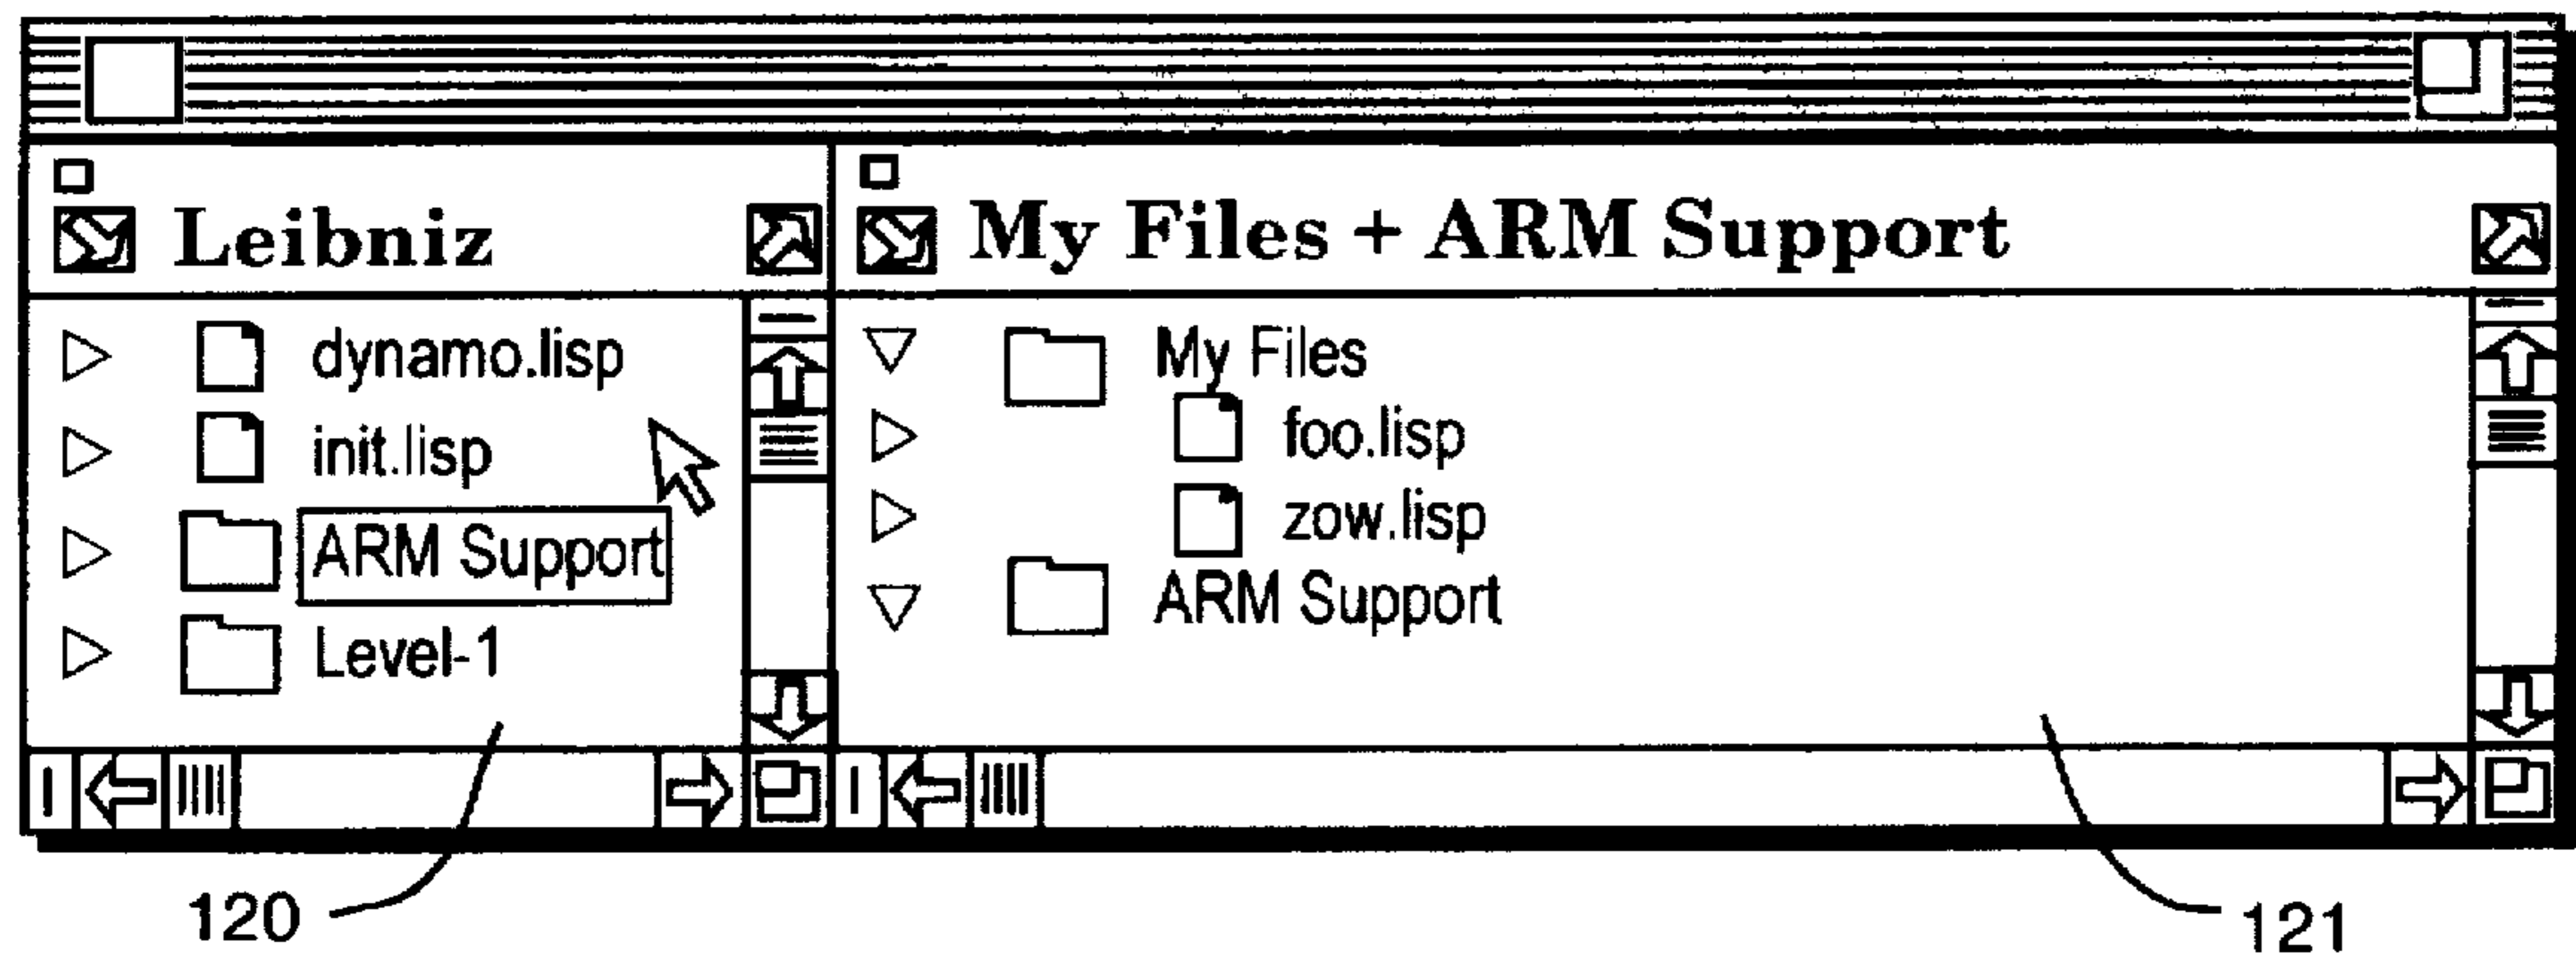 Leibniz
dynamo.lisp
init.lisp
ARM Support
Level-1
My Files + ARM Support
My Files
foo.lisp
zow.lisp
ARM Support
120
121